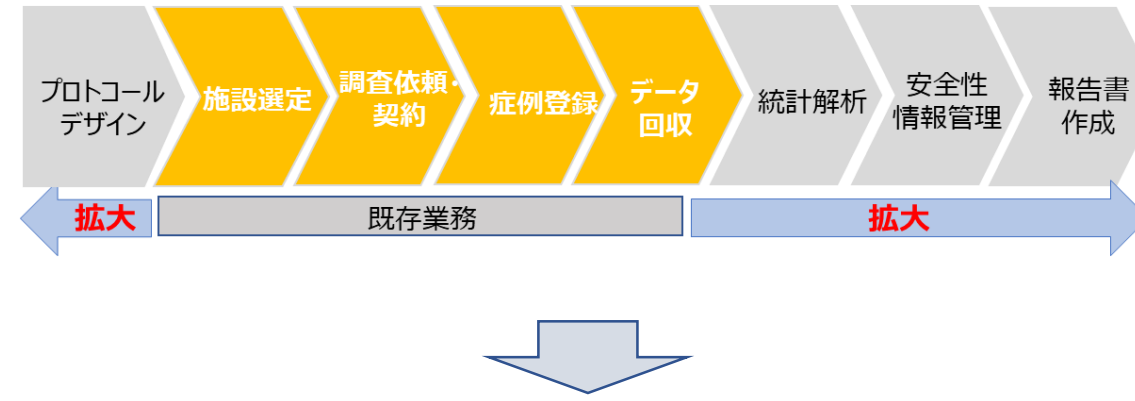 プロトコール
デザイン
施設選定
調査依頼・
契約
症例登録
データ
回収
統計解析
安全性
情報管理
報告書
作成
拡大
既存業務
拡大